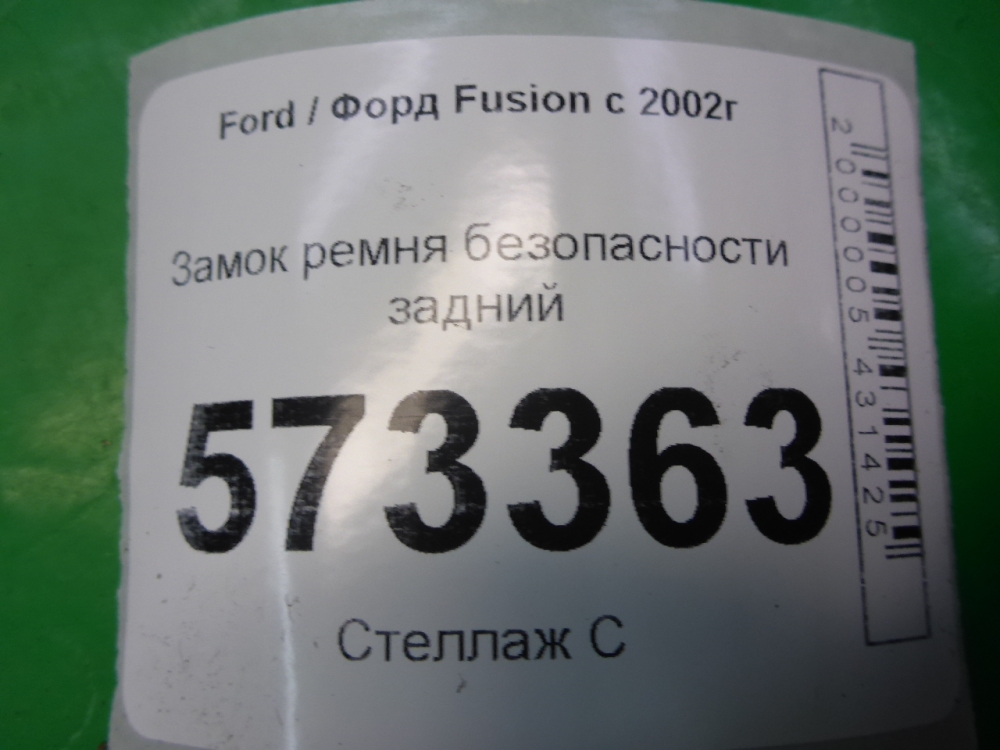 Ford / Форд Fusion с 2002г
Замок ремня безопасности
задний
573363
Стеллаж С
2000005431425